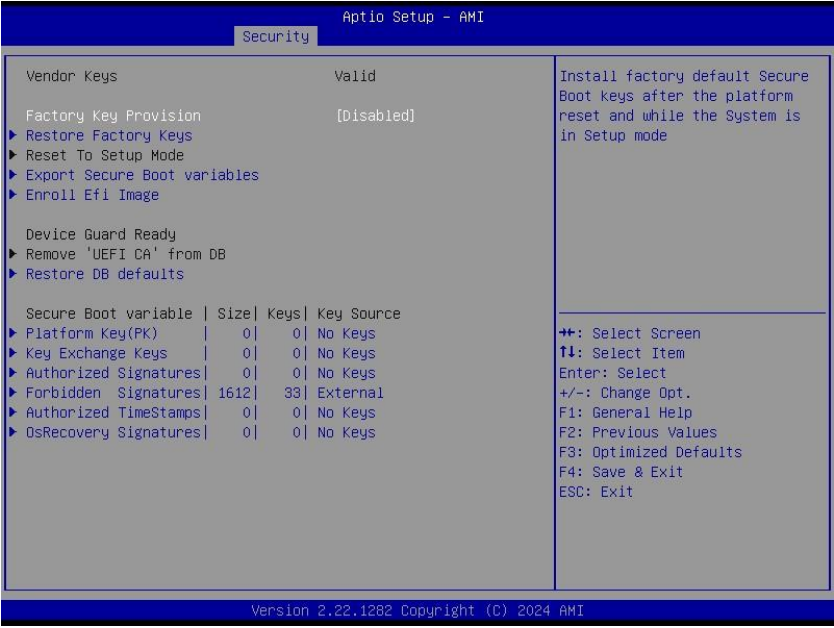 Aptio Setup – AMI
Security
Vendor Keys Valid
Factory Key Provision [Disabled]
Restore Factory Keys
Reset To Setup Mode
Export Secure Boot variables
Enroll Efi Image
Device Guard Ready
Remove 'UEFI CA' from DB
Restore DB defaults
Secure Boot variable | Size| Keys| Key Source
Platform Key(PK) | 0| 0| No Keys
Key Exchange Keys | 0| 0| No Keys
Authorized Signatures| 0| 0| No Keys
Forbidden Signatures| 1612| 33| External
Authorized TimeStamps| 0| 0| No Keys
OsRecovery Signatures| 0| 0| No Keys
Install factory default Secure
Boot keys after the platform
reset and while the System is
in Setup mode
→←: Select Screen
↑↓: Select Item
Enter: Select
+/-: Change Opt.
F1: General Help
F2: Previous Values
F3: Optimized Defaults
F4: Save & Exit
ESC: Exit
Version 2.22.1282 Copyright (C) 2024 AMI